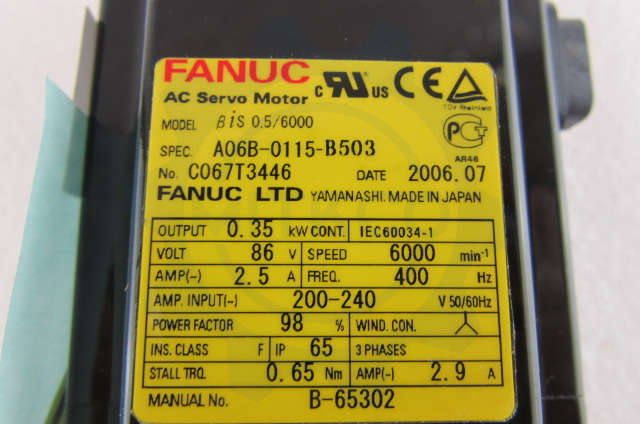 FANUC
c RU us CE
TÜV Rheinland
AC Servo Motor
MODEL βiS 0.5/6000
PCT
AR46
SPEC. A06B-0115-B503
No. C067T3446 DATE 2006.07
FANUC LTD YAMANASHI. MADE IN JAPAN
OUTPUT 0.35 kW CONT. IEC60034-1
VOLT 86 V SPEED 6000 min⁻¹
AMP(~) 2.5 A FREQ. 400 Hz
AMP. INPUT(~) 200-240 V 50/60Hz
POWER FACTOR 98 % WIND. CON.
INS. CLASS F IP 65 3 PHASES
STALL TRQ. 0.65 Nm AMP(~) 2.9 A
MANUAL No. B-65302